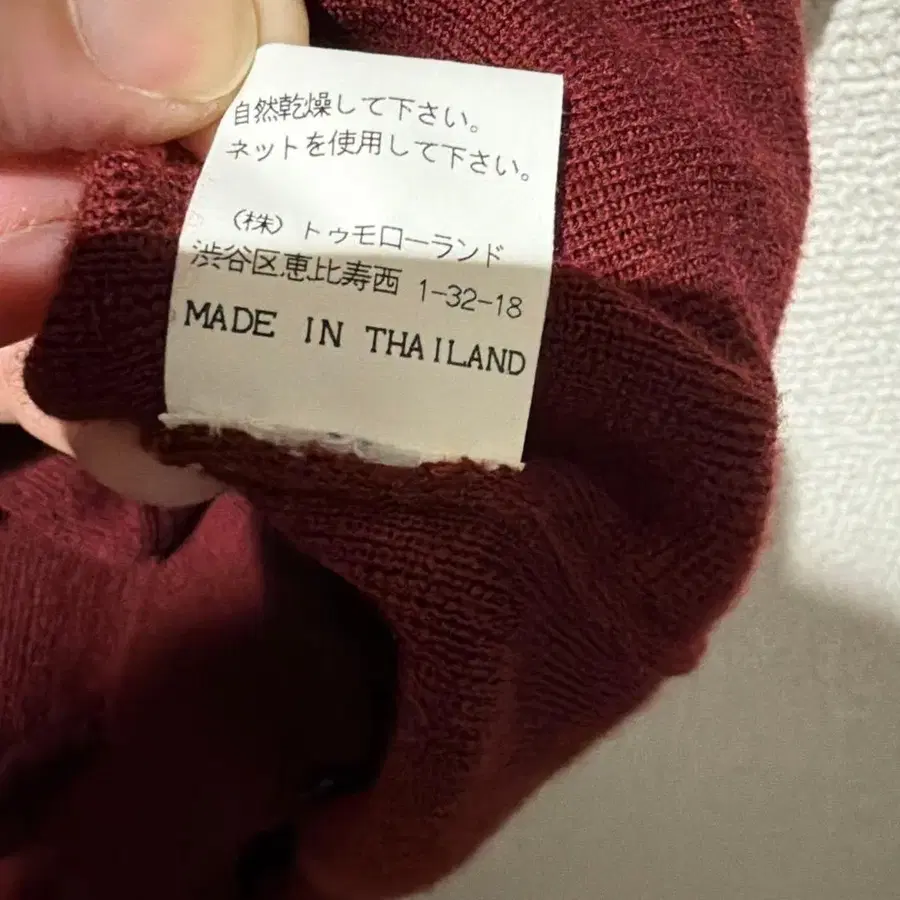 自然乾燥して下さい。
ネットを使用して下さい。
（株）トゥモローランド
渋谷区恵比寿西 1-32-18
MADE IN THAILAND